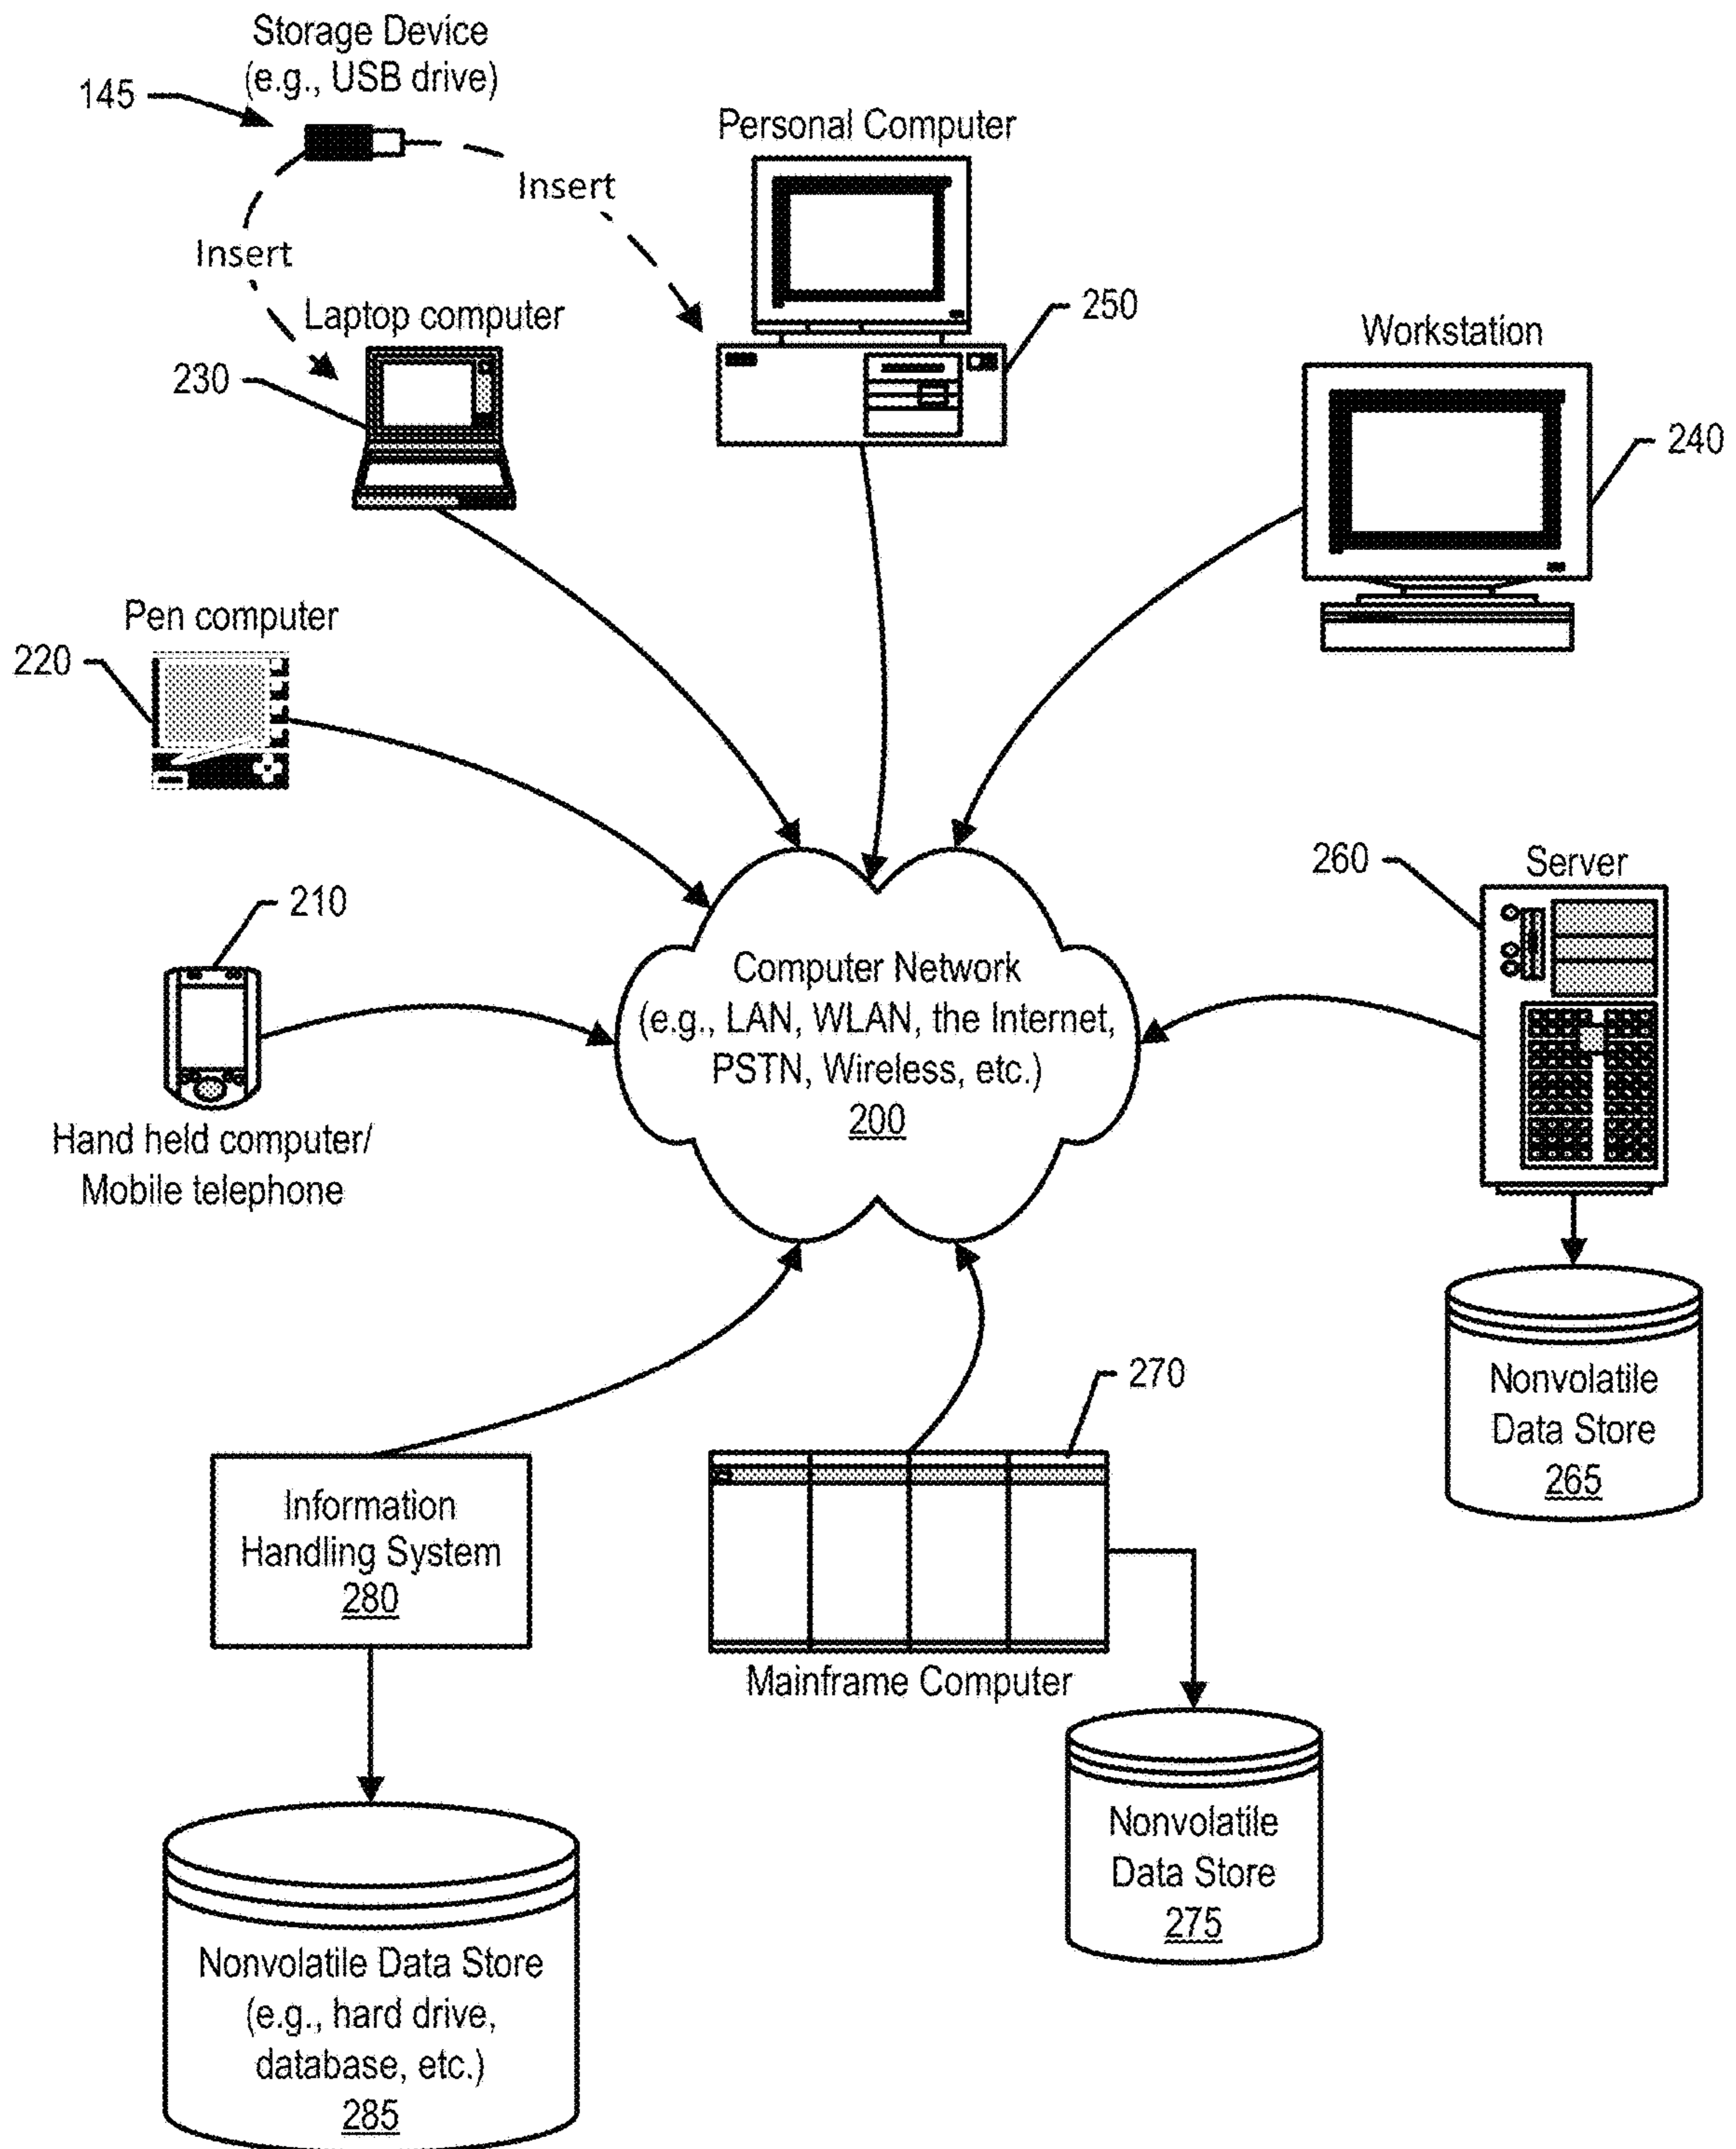 Storage Device
(e.g., USB drive)
145
Insert
Insert
Personal Computer
250
Laptop computer
230
Workstation
240
Pen computer
220
210
Hand held computer/
Mobile telephone
Computer Network
(e.g., LAN, WLAN, the Internet,
PSTN, Wireless, etc.)
200
260
Server
Nonvolatile
Data Store
265
270
Mainframe Computer
Nonvolatile
Data Store
275
Information
Handling System
280
Nonvolatile Data Store
(e.g., hard drive,
database, etc.)
285